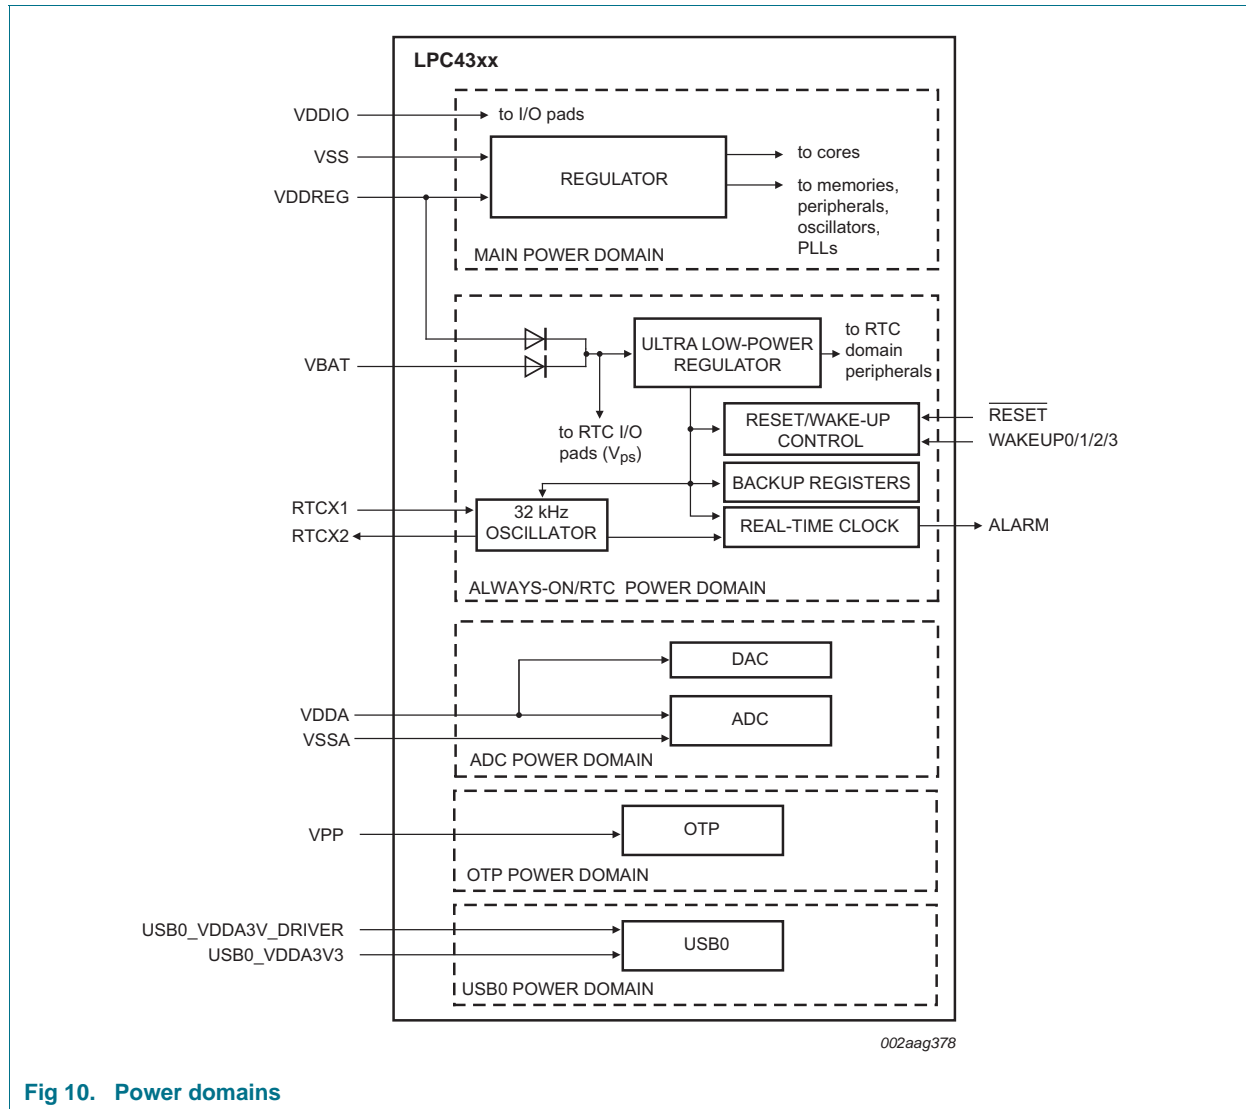 LPC43xx
VDDIO
to I/O pads
VSS
VDDREG
REGULATOR
to cores
to memories,
peripherals,
oscillators,
PLLs
MAIN POWER DOMAIN
VBAT
ULTRA LOW-POWER
REGULATOR
to RTC
domain
peripherals
to RTC I/O
pads (Vps)
RESET/WAKE-UP
CONTROL
RESET
WAKEUP0/1/2/3
BACKUP REGISTERS
RTCX1
RTCX2
32 kHz
OSCILLATOR
REAL-TIME CLOCK
ALARM
ALWAYS-ON/RTC POWER DOMAIN
DAC
VDDA
VSSA
ADC
ADC POWER DOMAIN
VPP
OTP
OTP POWER DOMAIN
USB0_VDDA3V_DRIVER
USB0_VDDA3V3
USB0
USB0 POWER DOMAIN
002aag378
Fig 10. Power domains